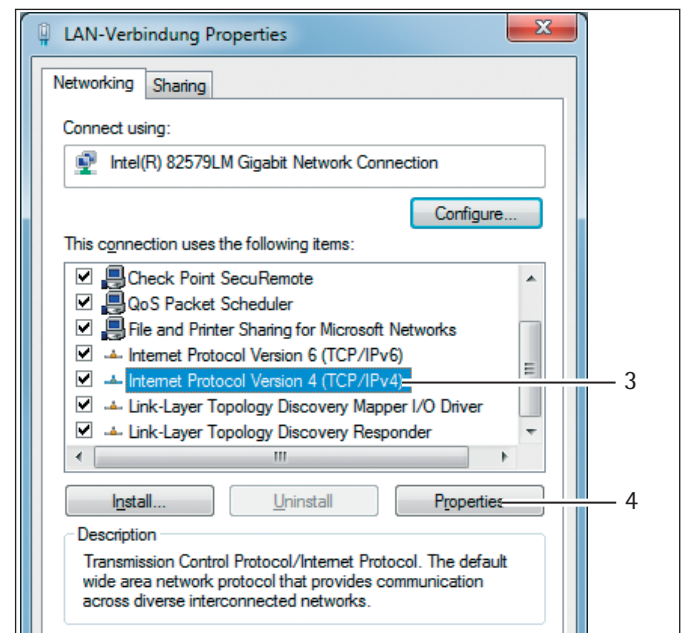 LAN-Verbindung Properties
Networking
Sharing
Connect using:
Intel(R) 82579LM Gigabit Network Connection
Configure...
This connection uses the following items:
Check Point SecuRemote
QoS Packet Scheduler
File and Printer Sharing for Microsoft Networks
Internet Protocol Version 6 (TCP/IPv6)
Internet Protocol Version 4 (TCP/IPv4)
3
Link-Layer Topology Discovery Mapper I/O Driver
Link-Layer Topology Discovery Responder
Install...
Uninstall
Properties
4
Description
Transmission Control Protocol/Internet Protocol. The default
wide area network protocol that provides communication
across diverse interconnected networks.